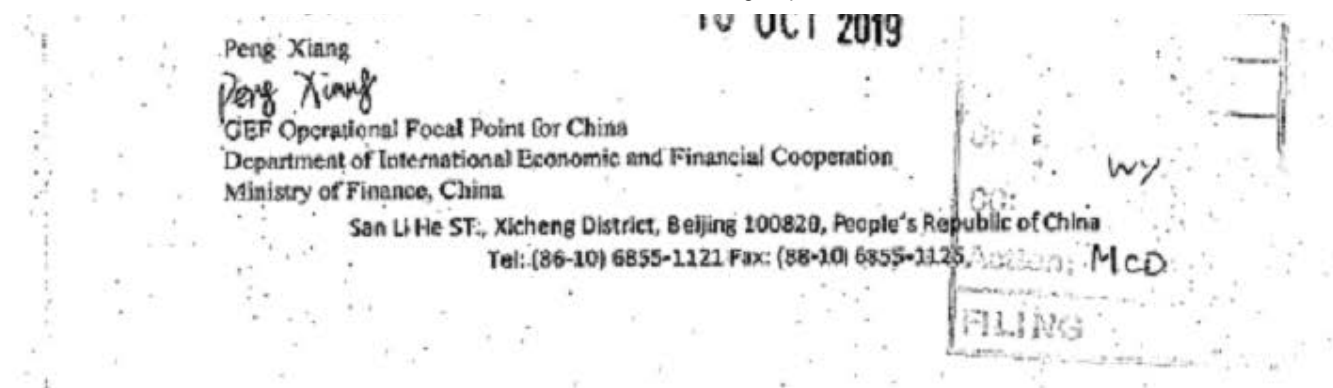 OCT 2019
Peng Xiang
Peng Xiang
GEF Operational Focal Point for China
Department of International Economic and Financial Cooperation
Ministry of Finance, China
WY
CC:
San Li He ST., Xicheng District, Beijing 100820, People's Republic of China
Tel: (86-10) 6855-1121 Fax: (88-10) 6855-1125
Action: McD
FILING